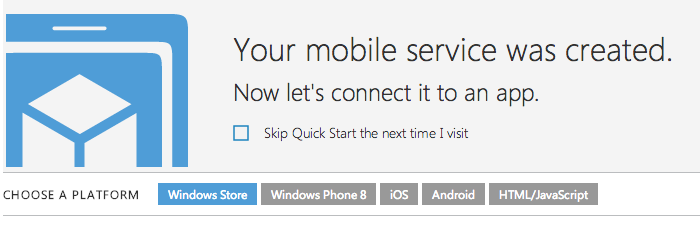 Your mobile service was created.
Now let's connect it to an app.
Skip Quick Start the next time I visit
CHOOSE A PLATFORM Windows Store Windows Phone 8 iOS Android HTML/JavaScript